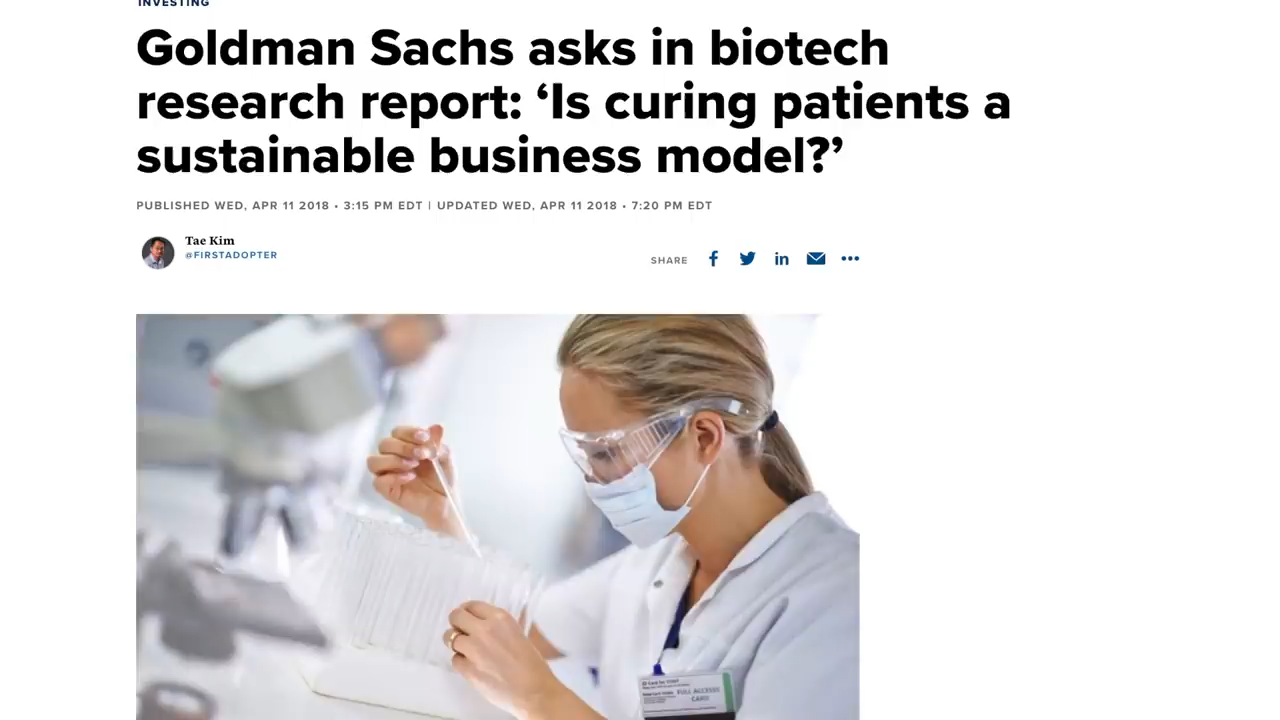 INVESTING
Goldman Sachs asks in biotech
research report: ‘Is curing patients a
sustainable business model?’
PUBLISHED WED, APR 11 2018 • 3:15 PM EDT | UPDATED WED, APR 11 2018 • 7:20 PM EDT
Tae Kim
@FIRSTADOPTER
SHARE
FULL ACCESS
CARD